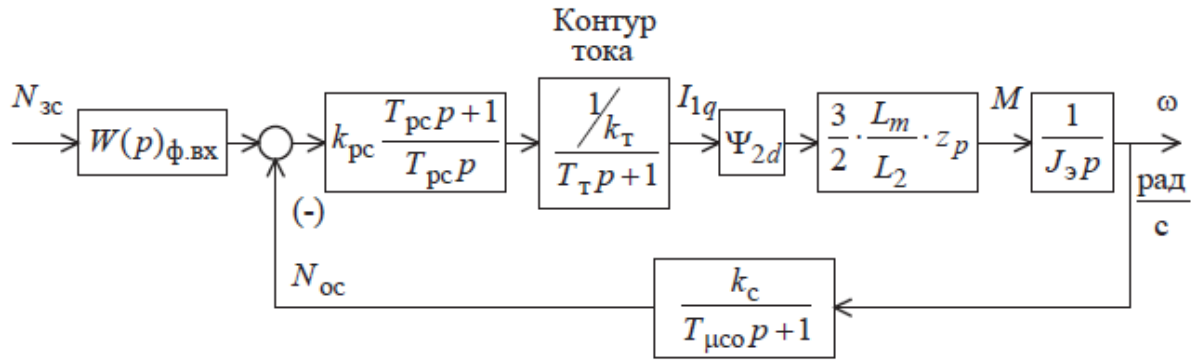 Контур
тока
N_зс
W(p)_ф.вх
k_рс (T_рс p + 1)/(T_рс p)
(1/k_т)/(T_т p + 1)
I_1q
Ψ_2d
3/2 · L_m/L_2 · z_p
M
1/(J_э p)
ω
рад/с
(-)
N_ос
k_с/(T_μсо p + 1)